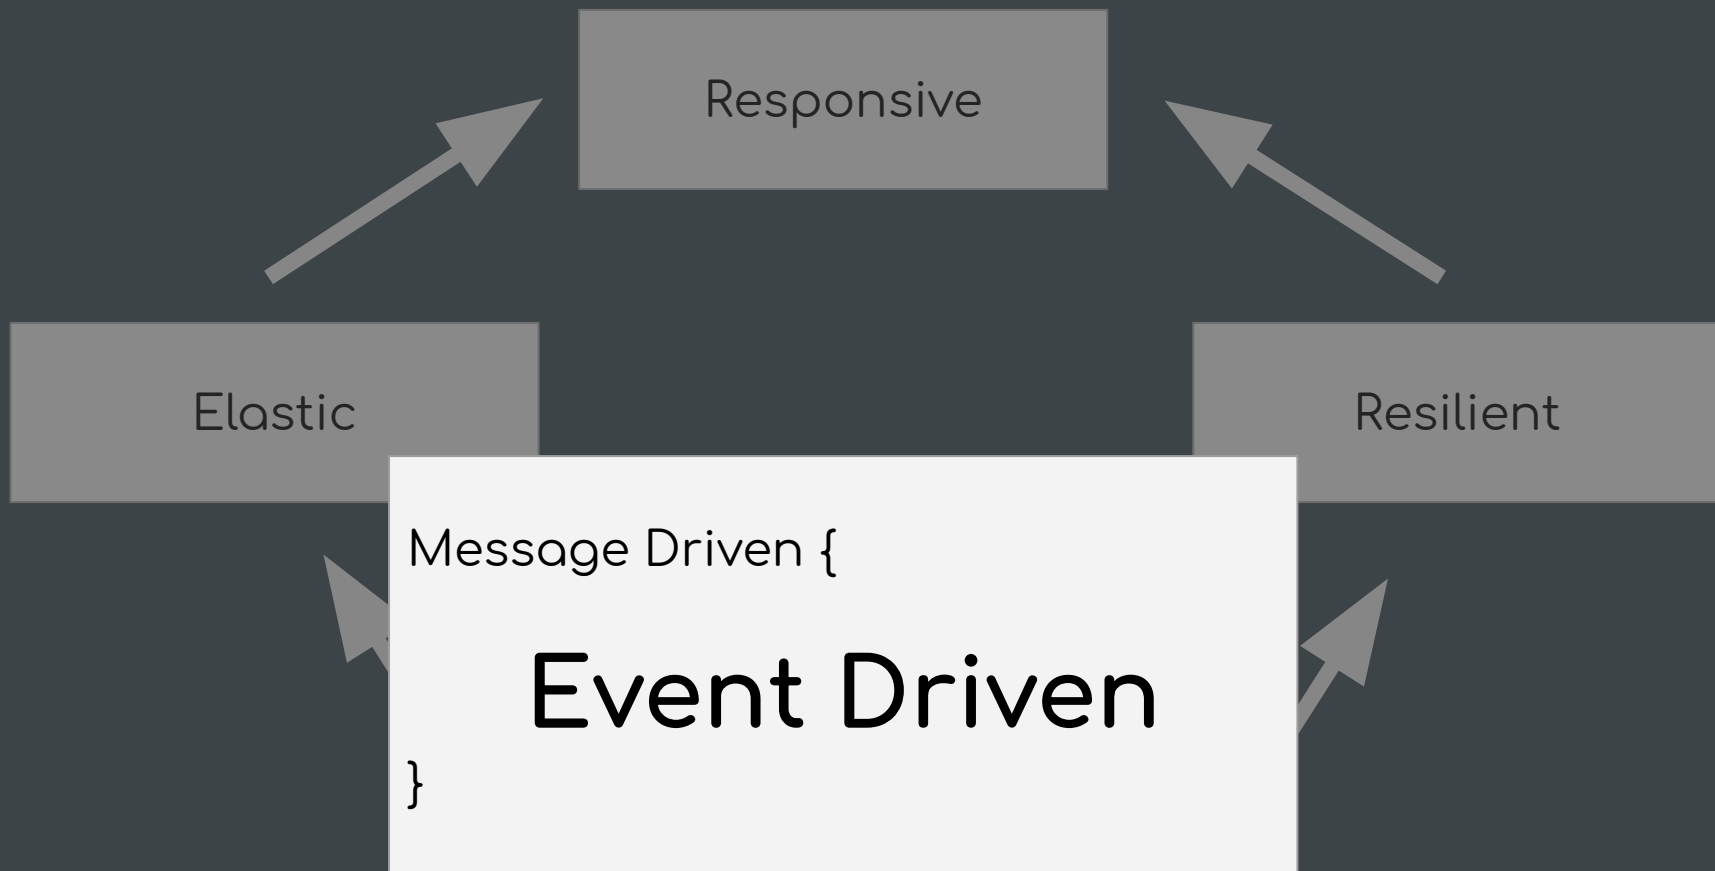 Responsive
Elastic
Resilient
Message Driven {
Event Driven
}